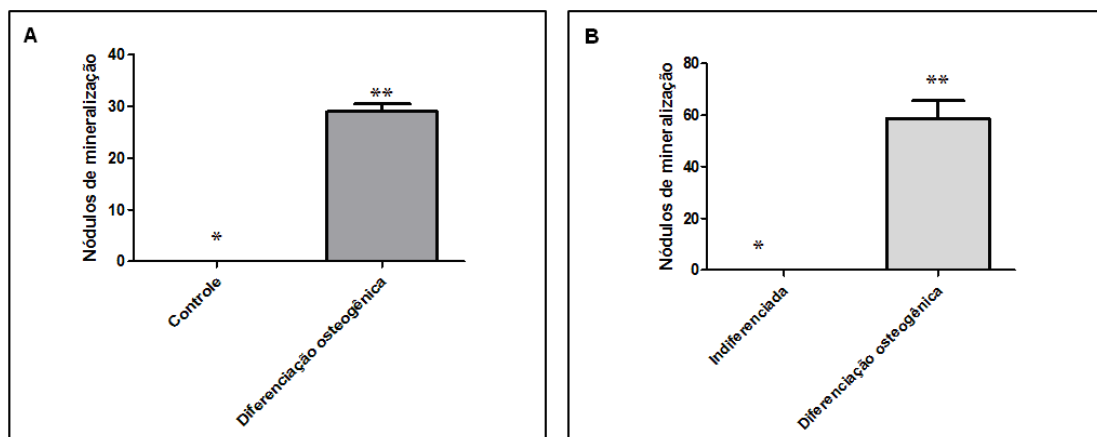 A
Nódulos de mineralização
40
30
20
10
0
*
**
Controle
Diferenciação osteogênica
B
Nódulos de mineralização
80
60
40
20
0
*
**
Indiferenciada
Diferenciação osteogênica